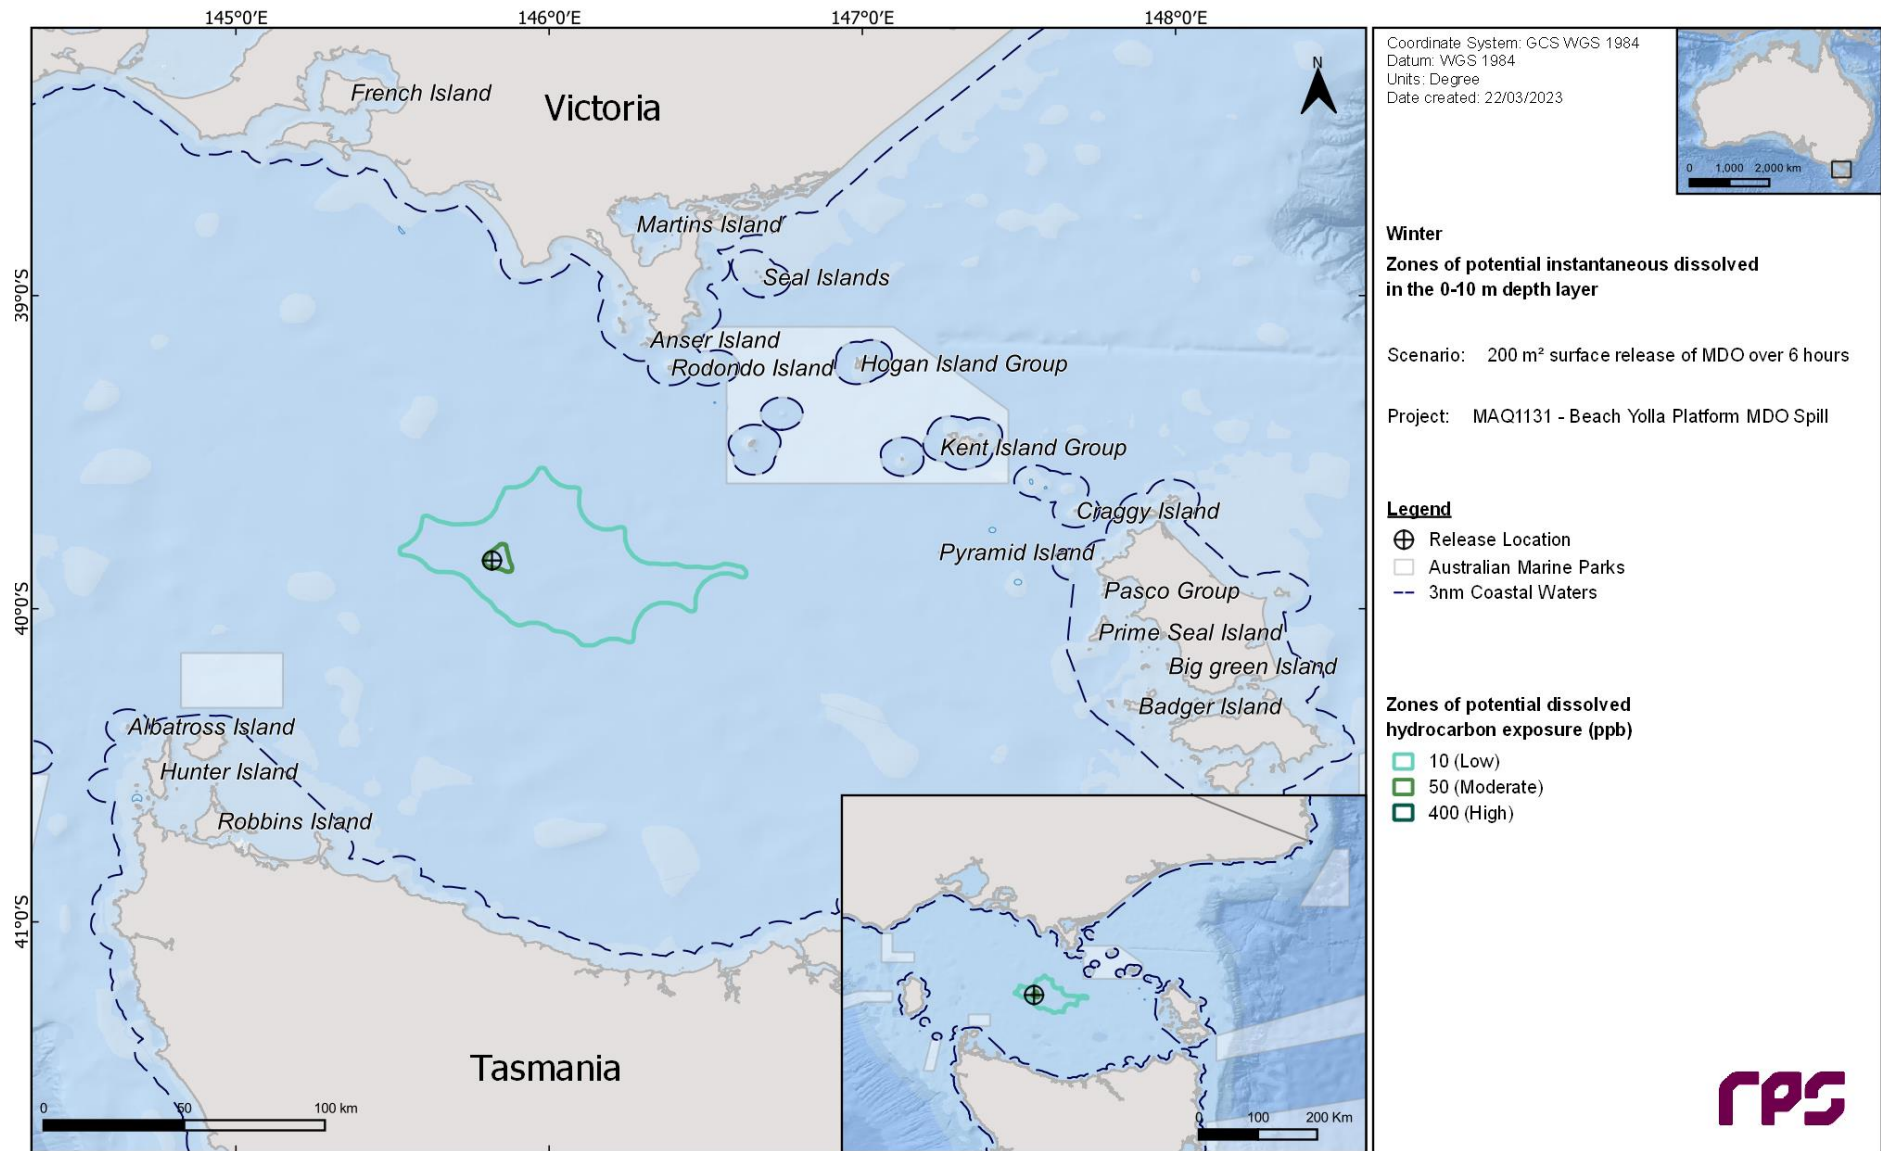 145°0'E
146°0'E
147°0'E
148°0'E
39°0'S
40°0'S
41°0'S
French Island
Victoria
N
Martins Island
Seal Islands
Anser Island
Rodondo Island
Hogan Island Group
Kent Island Group
Craggy Island
Pyramid Island
Pasco Group
Prime Seal Island
Big green Island
Badger Island
Albatross Island
Hunter Island
Robbins Island
Tasmania
0 50 100 km
0 100 200 Km
Coordinate System: GCS WGS 1984
Datum: WGS 1984
Units: Degree
Date created: 22/03/2023
0 1,000 2,000 km
Winter
Zones of potential instantaneous dissolved
in the 0-10 m depth layer
Scenario: 200 m² surface release of MDO over 6 hours
Project: MAQ1131 - Beach Yolla Platform MDO Spill
Legend
Release Location
Australian Marine Parks
3nm Coastal Waters
Zones of potential dissolved
hydrocarbon exposure (ppb)
10 (Low)
50 (Moderate)
400 (High)
rps